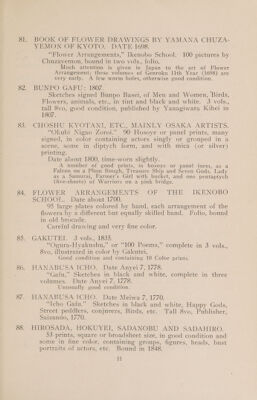 81. BOOK OF FLOWER DRAWINGS BY YAMANA CHUZA-
YEMON OF KYOTO. DATE 1698.
"Flower Arrangements," Ikenobo School. 100 pictures by
Chuzayemon, bound in two vols., folio.
Much attention is given in Japan to the art of Flower
Arrangement; these volumes of Genroku 11th Year (1698) are
very early. A few worm holes, otherwise good condition.
82. BUNPO GAFU: 1807.
Sketches signed Bunpo Basei, of Men and Women, Birds,
Flowers, animals, etc., in tint and black and white. 3 vols.,
tall 8vo, good condition, published by Yanagiwara Kihei in
1807.
83. CHOSHU KYOTANI, ETC., MAINLY OSAKA ARTISTS.
90 Hosoye or panel prints, many
signed, in color containing actors singly or grouped in a
scene, some in diptych form, and with mica (or silver)
printing.
Date about 1800, time-worn slightly.
A number of good prints, is hosoye or panel ones, as a
Falcon on a Plum Bough, Treasure Ship and Seven Gods, Lady
as a Samurai, Farmer's Girl with bucket, and one pentaptych
(five-sheets) of Warriors on a pink bridge.
84. FLOWER ARRANGEMENTS OF THE IKENOBO
SCHOOL. Date about 1700.
95 large plates colored by hand, each arrangement of the
flowers by a different but equally skilled hand. Folio, bound
in old brocade.
Careful drawing and very fine color.
85. GAKUTEI. 3 vols., 1835.
"Ogura-Hyakushu," or "100 Poems," complete in 3 vols.,
8vo, illustrated in color by Gakutei.
Good condition and containing 10 Color prints.
86. HANABUSA ICHO. Date Anyei 7, 1778.
"Gafu," Sketches in black and white, complete in three
volumes. Date Anyei 7, 1778.
Unusually good condition.
87. HANABUSA ICHO. Date Meiwa 7, 1770.
"Icho Gafu." Sketches in black and white, Happy Gods,
Street peddlers, conjurers, Birds, etc. Tall 8vo, Publisher,
1770.
88. HIROSADA, HOKUYEI, SADANOBU AND SADAHIRO.
53 prints, square or broadsheet size, in good condition and
some in fine color, containing groups, figures, heads, bust
portraits of actors, etc. Bound in 1848.
11